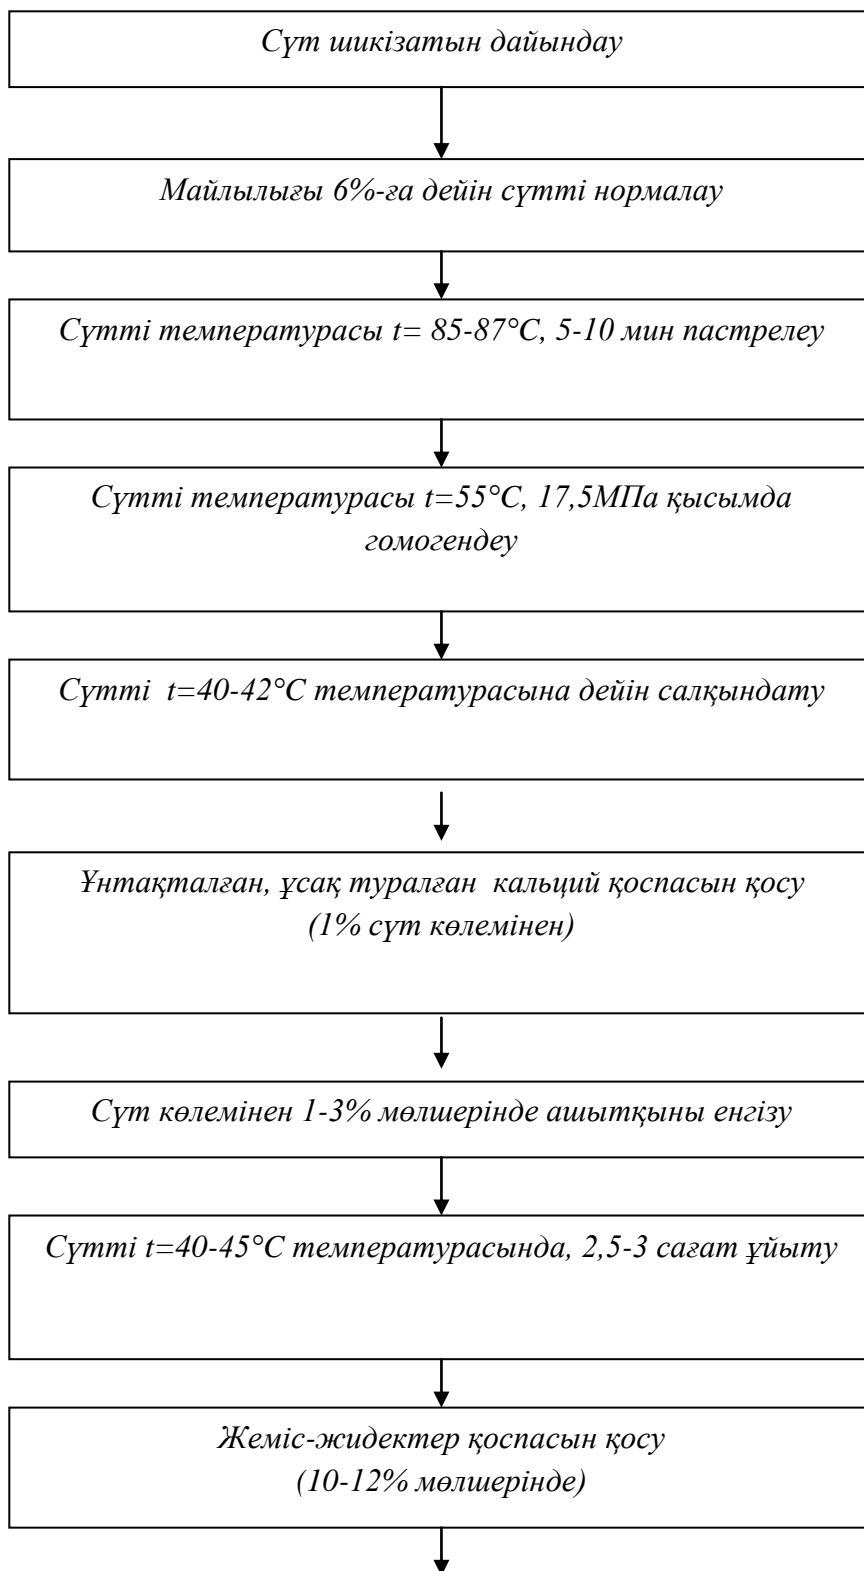 Сүт шикізатын дайындау
Майлылығы 6%-ға дейін сүтті нормалау
Сүтті температурасы t= 85-87°C, 5-10 мин пастрелеу
Сүтті температурасы t=55°C, 17,5МПа қысымда
гомогендеу
Сүтті  t=40-42°C температурасына дейін салқындату
Ұнтақталған, ұсақ туралған  кальций қоспасын қосу
(1% сүт көлемінен)
Сүт көлемінен 1-3% мөлшерінде ашытқыны енгізу
Сүтті t=40-45°C температурасында, 2,5-3 сағат ұйыту
Жеміс-жидектер қоспасын қосу
(10-12% мөлшерінде)